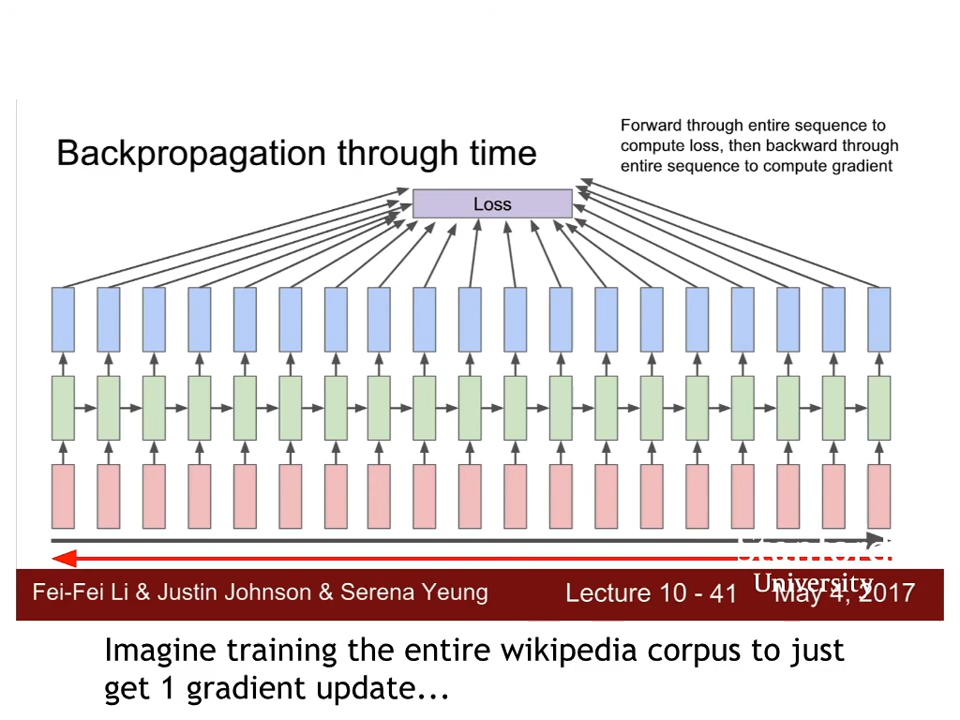 Backpropagation through time
Forward through entire sequence to
compute loss, then backward through
entire sequence to compute gradient
Loss
Stanford
University
Fei-Fei Li & Justin Johnson & Serena Yeung
Lecture 10 - 41
May 4, 2017
Imagine training the entire wikipedia corpus to just
get 1 gradient update...